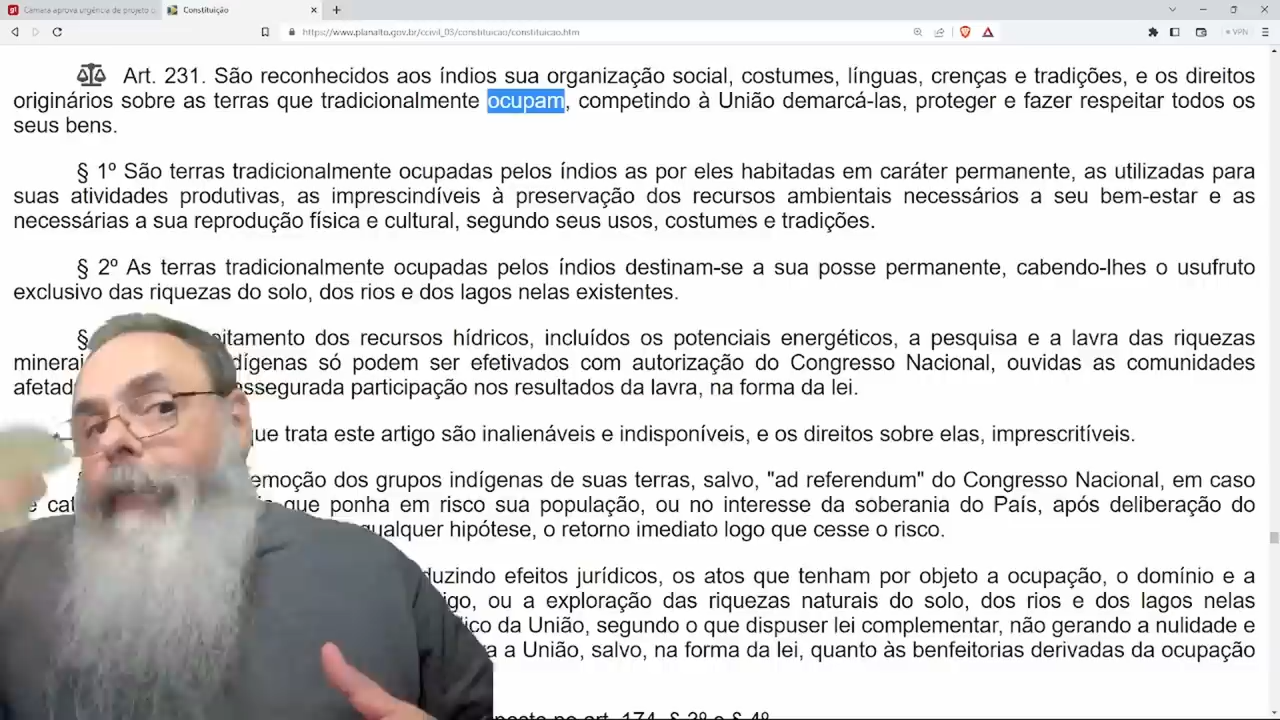 Câmara aprova urgência de projeto
Constituição
https://www.planalto.gov.br/ccivil_03/constituicao/constituicao.htm
VPN
Art. 231. São reconhecidos aos índios sua organização social, costumes, línguas, crenças e tradições, e os direitos
originários sobre as terras que tradicionalmente ocupam, competindo à União demarcá-las, proteger e fazer respeitar todos os
seus bens.
§ 1º São terras tradicionalmente ocupadas pelos índios as por eles habitadas em caráter permanente, as utilizadas para
suas atividades produtivas, as imprescindíveis à preservação dos recursos ambientais necessários a seu bem-estar e as
necessárias a sua reprodução física e cultural, segundo seus usos, costumes e tradições.
§ 2º As terras tradicionalmente ocupadas pelos índios destinam-se a sua posse permanente, cabendo-lhes o usufruto
exclusivo das riquezas do solo, dos rios e dos lagos nelas existentes.
§ eitamento dos recursos hídricos, incluídos os potenciais energéticos, a pesquisa e a lavra das riquezas
minerai dígenas só podem ser efetivados com autorização do Congresso Nacional, ouvidas as comunidades
afetad assegurada participação nos resultados da lavra, na forma da lei.
que trata este artigo são inalienáveis e indisponíveis, e os direitos sobre elas, imprescritíveis.
emoção dos grupos indígenas de suas terras, salvo, "ad referendum" do Congresso Nacional, em caso
e cat que ponha em risco sua população, ou no interesse da soberania do País, após deliberação do
qualquer hipótese, o retorno imediato logo que cesse o risco.
duzindo efeitos jurídicos, os atos que tenham por objeto a ocupação, o domínio e a
igo, ou a exploração das riquezas naturais do solo, dos rios e dos lagos nelas
ico da União, segundo o que dispuser lei complementar, não gerando a nulidade e
a a União, salvo, na forma da lei, quanto às benfeitorias derivadas da ocupação
posto no art. 174, § 3º e § 4º